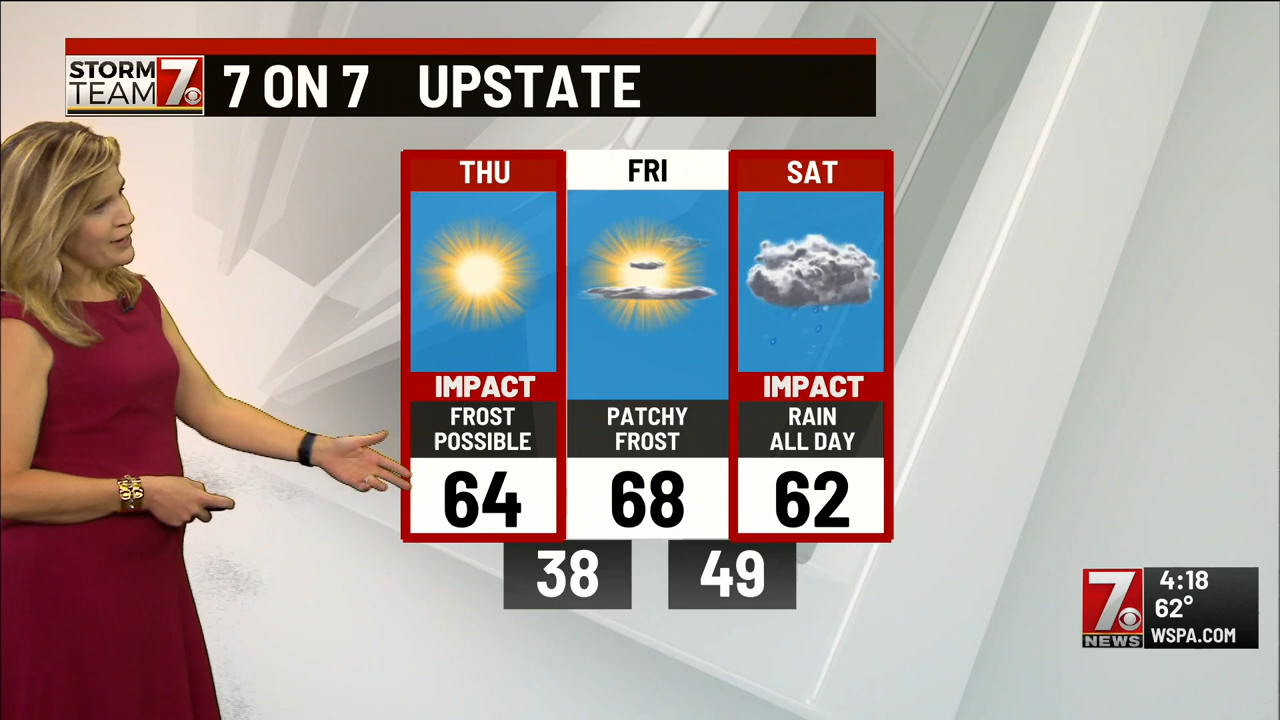 STORM
TEAM 7
7 ON 7 UPSTATE
THU
FRI
SAT
IMPACT
IMPACT
FROST
POSSIBLE
PATCHY
FROST
RAIN
ALL DAY
64
68
62
38
49
7
NEWS
4:18
62°
WSPA.COM